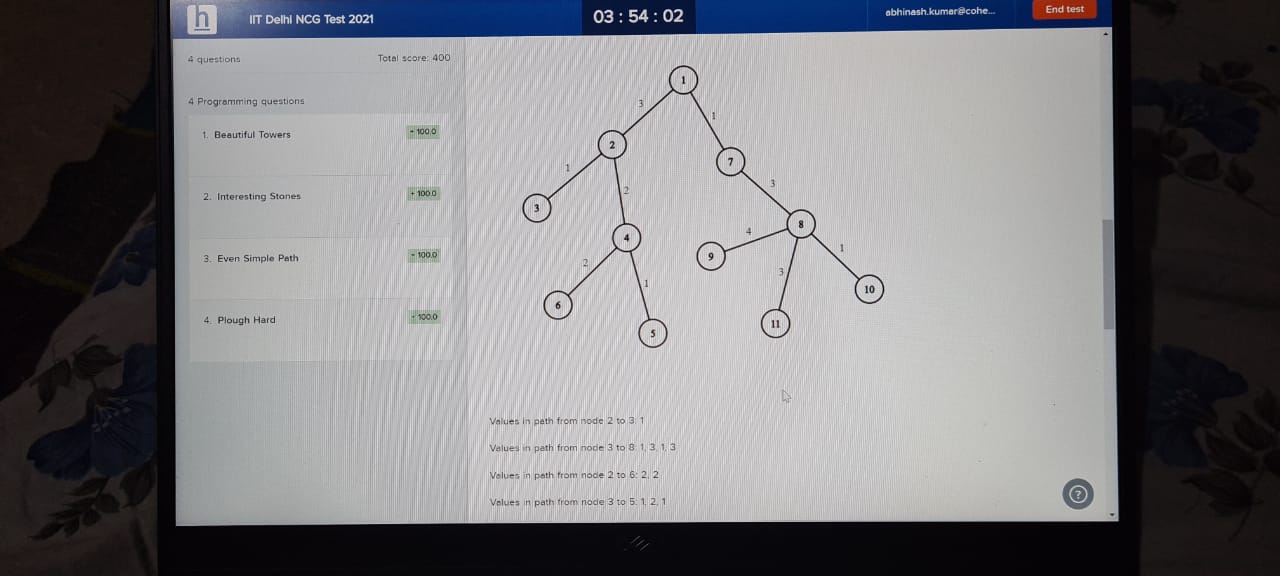 h
IIT Delhi NCG Test 2021
03 : 54 : 02
abhinash.kumar@cohe...
End test
4 questions
Total score: 400
4 Programming questions
1. Beautiful Towers
+ 100.0
2. Interesting Stones
+ 100.0
3. Even Simple Path
+ 100.0
4. Plough Hard
+ 100.0
1
3
1
2
7
1
2
3
3
4
8
4
1
9
2
1
3
10
6
5
11
Values in path from node 2 to 3: 1
Values in path from node 3 to 8: 1, 3, 1, 3
Values in path from node 2 to 6: 2, 2
Values in path from node 3 to 5: 1, 2, 1
?